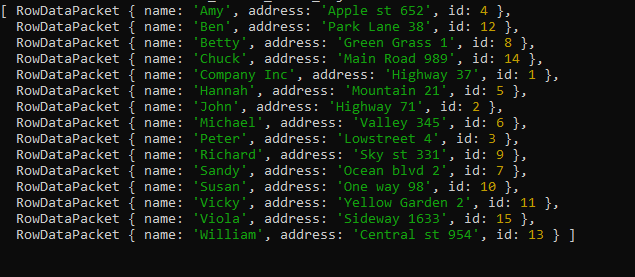 [ RowDataPacket { name: 'Amy', address: 'Apple st 652', id: 4 },
RowDataPacket { name: 'Ben', address: 'Park Lane 38', id: 12 },
RowDataPacket { name: 'Betty', address: 'Green Grass 1', id: 8 },
RowDataPacket { name: 'Chuck', address: 'Main Road 989', id: 14 },
RowDataPacket { name: 'Company Inc', address: 'Highway 37', id: 1 },
RowDataPacket { name: 'Hannah', address: 'Mountain 21', id: 5 },
RowDataPacket { name: 'John', address: 'Highway 71', id: 2 },
RowDataPacket { name: 'Michael', address: 'Valley 345', id: 6 },
RowDataPacket { name: 'Peter', address: 'Lowstreet 4', id: 3 },
RowDataPacket { name: 'Richard', address: 'Sky st 331', id: 9 },
RowDataPacket { name: 'Sandy', address: 'Ocean blvd 2', id: 7 },
RowDataPacket { name: 'Susan', address: 'One way 98', id: 10 },
RowDataPacket { name: 'Vicky', address: 'Yellow Garden 2', id: 11 },
RowDataPacket { name: 'Viola', address: 'Sideway 1633', id: 15 },
RowDataPacket { name: 'William', address: 'Central st 954', id: 13 } ]